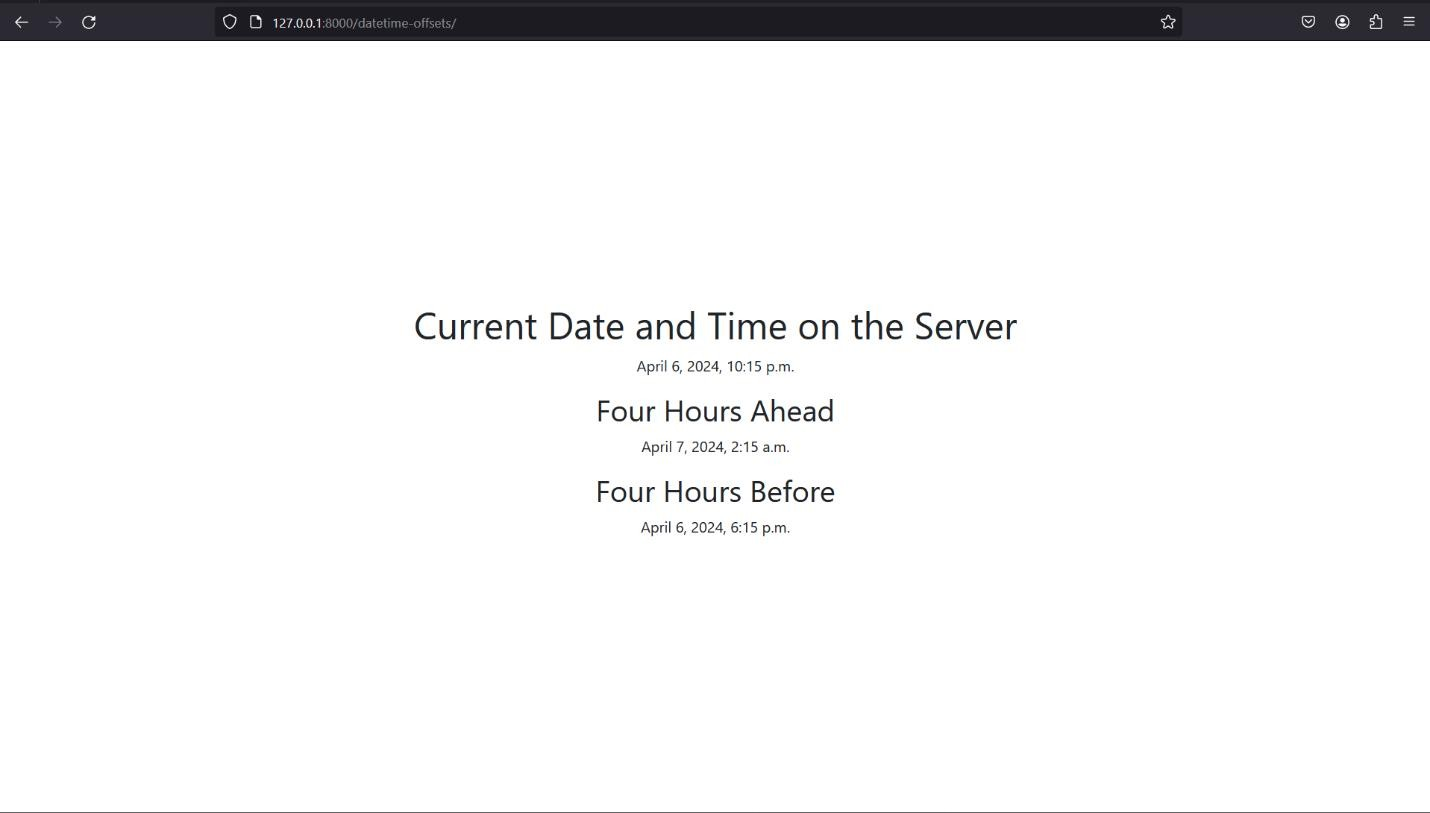 127.0.0.1:8000/datetime-offsets/
Current Date and Time on the Server
April 6, 2024, 10:15 p.m.
Four Hours Ahead
April 7, 2024, 2:15 a.m.
Four Hours Before
April 6, 2024, 6:15 p.m.